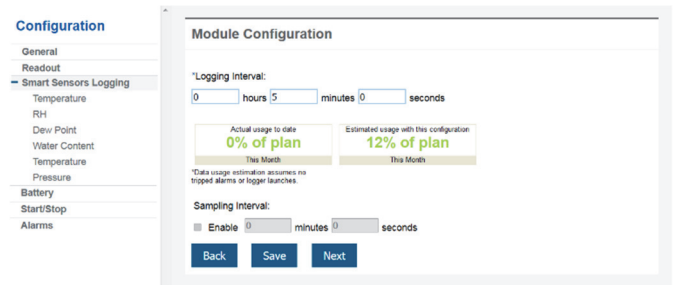 Configuration
General
Readout
Smart Sensors Logging
Temperature
RH
Dew Point
Water Content
Temperature
Pressure
Battery
Start/Stop
Alarms
Module Configuration
*Logging Interval:
0 hours 5 minutes 0 seconds
Actual usage to date
0% of plan
This Month
Estimated usage with this configuration
12% of plan
This Month
*Data usage estimation assumes no
tripped alarms or logger launches.
Sampling Interval:
Enable 0 minutes 0 seconds
Back Save Next